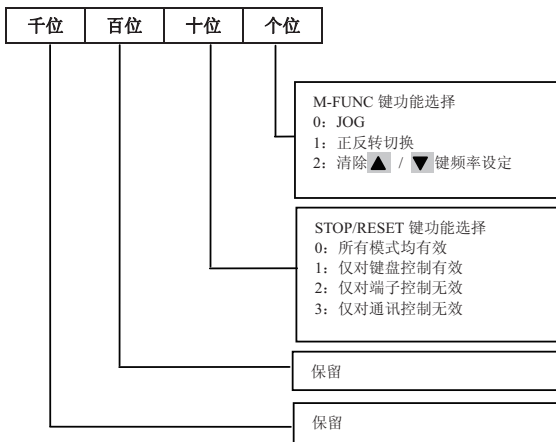 千位 百位 十位 个位
M-FUNC 键功能选择
0：JOG
1：正反转切换
2：清除▲ / ▼键频率设定
STOP/RESET 键功能选择
0：所有模式均有效
1：仅对键盘控制有效
2：仅对端子控制无效
3：仅对通讯控制无效
保留
保留